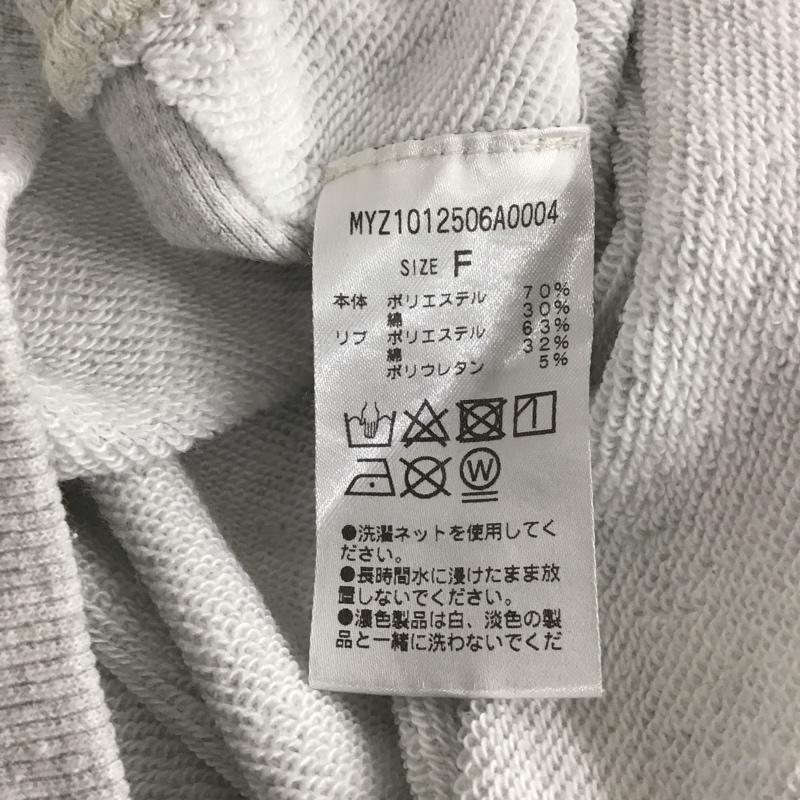 MYZ1012506A0004
SIZE F
本体 ポリエステル 70%
綿 30%
リブ ポリエステル 63%
綿 32%
ポリウレタン 5%
W
●洗濯ネットを使用してく
ださい。
●長時間水に浸けたまま放
置しないでください。
●濃色製品は白、淡色の製
品と一緒に洗わないでくだ